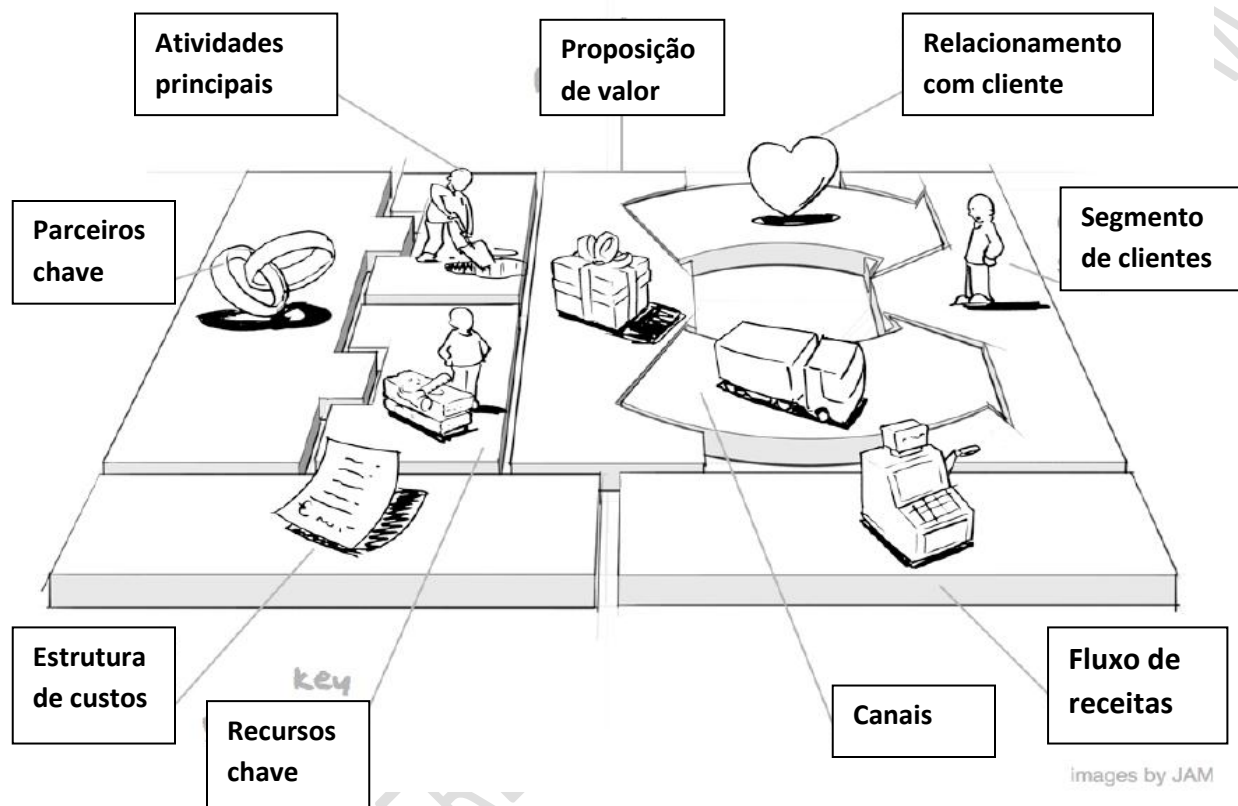 Atividades
principais
Proposição
de valor
Relacionamento
com cliente
Parceiros
chave
Segmento
de clientes
Estrutura
de custos
key
Recursos
chave
Canais
Fluxo de
receitas
images by JAM